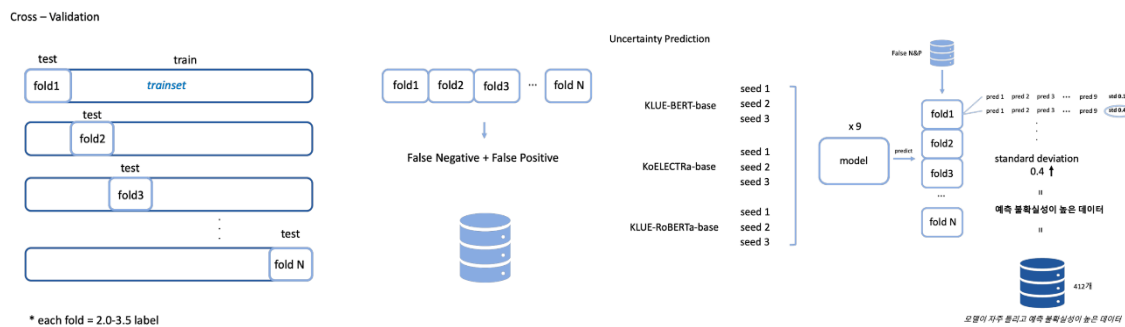 Cross – Validation
test
train
fold1
trainset
test
fold2
test
fold3
test
fold N
* each fold = 2.0-3.5 label
fold1 fold2 fold3 ... fold N
False Negative + False Positive
Uncertainty Prediction
KLUE-BERT-base
seed 1
seed 2
seed 3
KoELECTRa-base
seed 1
seed 2
seed 3
KLUE-RoBERTa-base
seed 1
seed 2
seed 3
x 9
model
predict
False N&P
fold1
fold2
fold3
...
fold N
pred 1 pred 2 pred 3 ... pred 9 std 0.1
pred 1 pred 2 pred 3 ... pred 9 std 0.4
standard deviation
0.4 ↑
=
예측 불확실성이 높은 데이터
=
412개
모델이 자주 틀리고 예측 불확실성이 높은 데이터